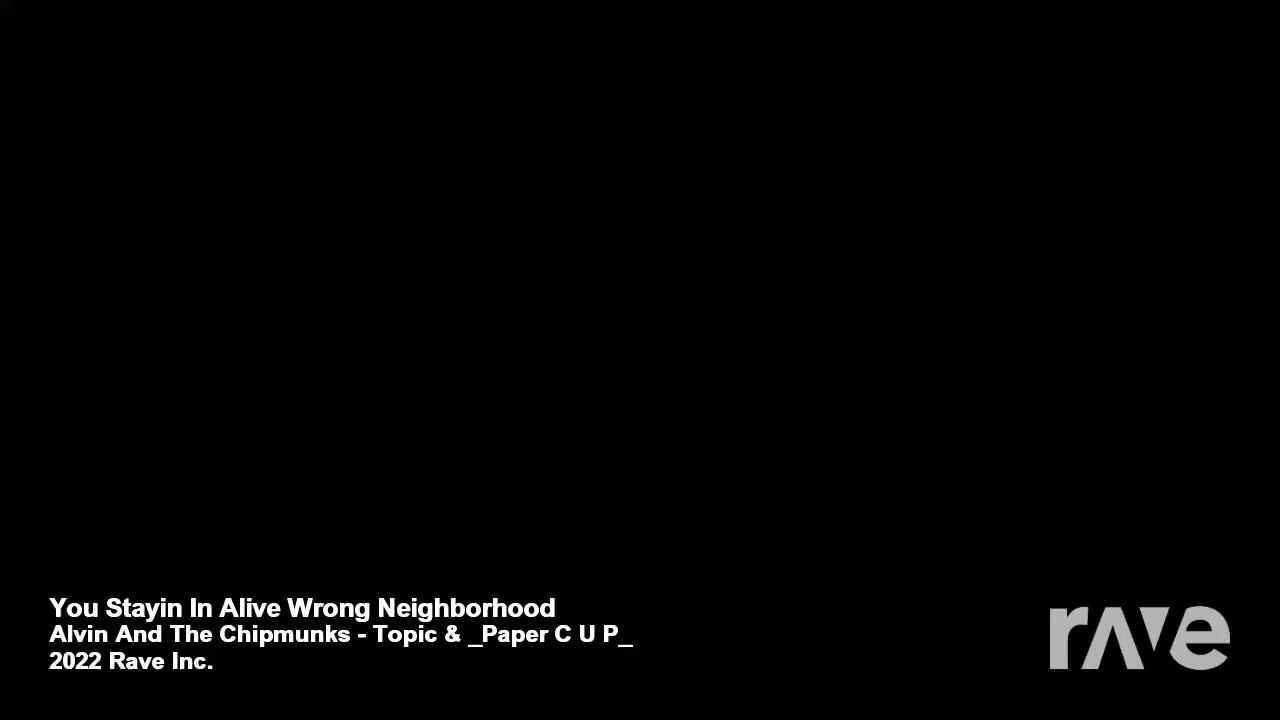 You Stayin In Alive Wrong Neighborhood
Alvin And The Chipmunks - Topic & _Paper C U P_
2022 Rave Inc.
rave